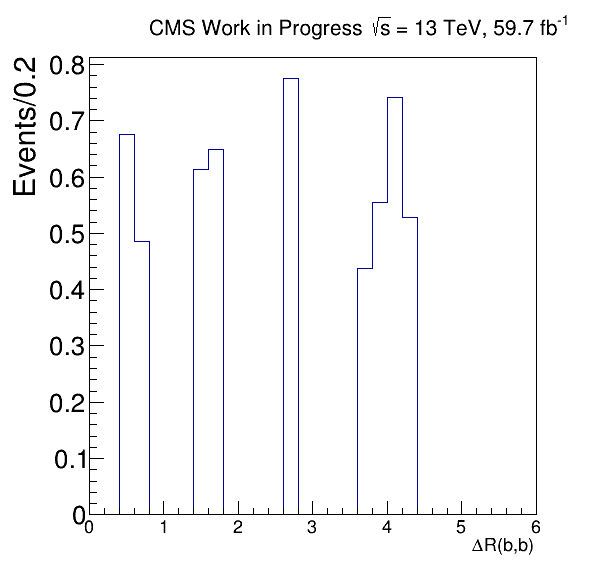 CMS Work in Progress √s = 13 TeV, 59.7 fb⁻¹
Events/0.2
0.8
0.7
0.6
0.5
0.4
0.3
0.2
0.1
0
0 1 2 3 4 5 6
ΔR(b,b)